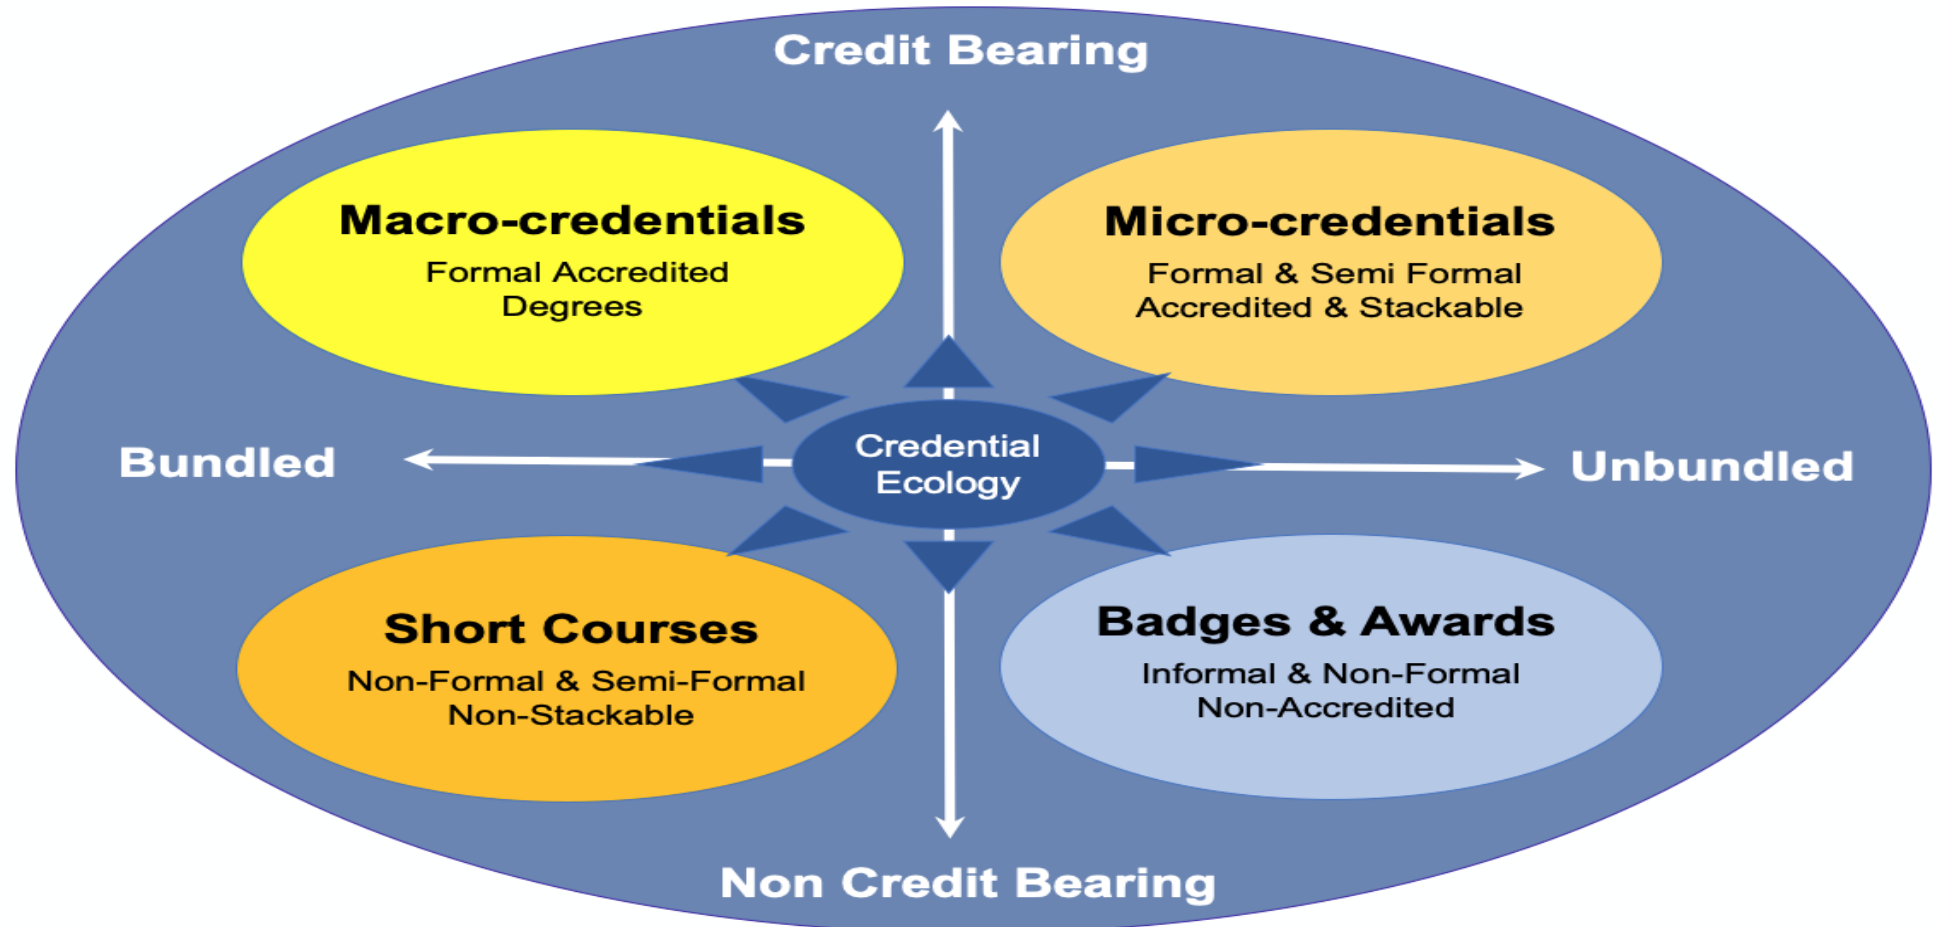 Credit Bearing
Macro-credentials
Formal Accredited
Degrees
Micro-credentials
Formal & Semi Formal
Accredited & Stackable
Bundled
Credential
Ecology
Unbundled
Short Courses
Non-Formal & Semi-Formal
Non-Stackable
Badges & Awards
Informal & Non-Formal
Non-Accredited
Non Credit Bearing